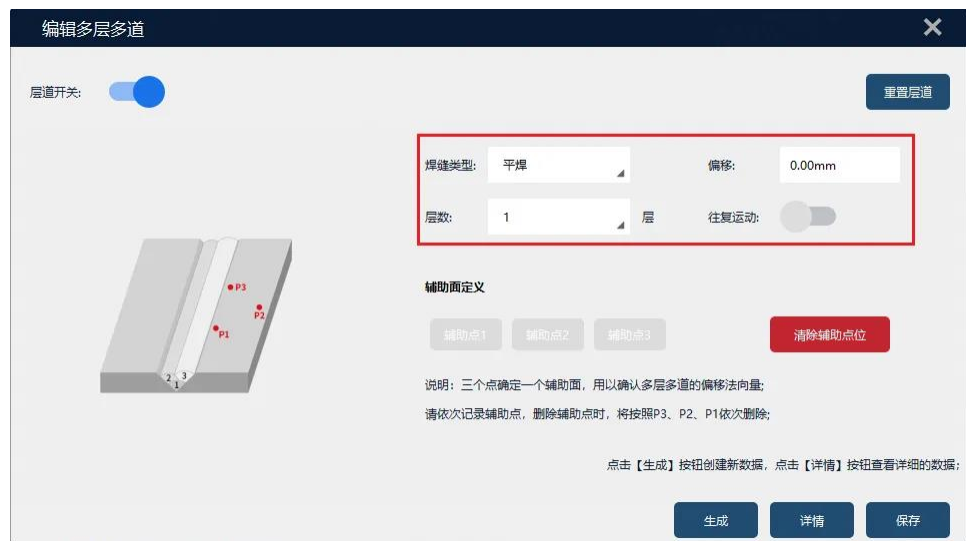 编辑多层多道
层道开关:
重置层道
焊缝类型: 平焊 偏移: 0.00mm
层数: 1 层 往复运动:
辅助面定义
辅助点1 辅助点2 辅助点3 清除辅助点位
说明：三个点确定一个辅助面，用以确认多层多道的偏移法向量;
请依次记录辅助点，删除辅助点时，将按照P3、P2、P1依次删除;
P3
P2
P1
2 3
1
点击【生成】按钮创建新数据，点击【详情】按钮查看详细的数据;
生成 详情 保存